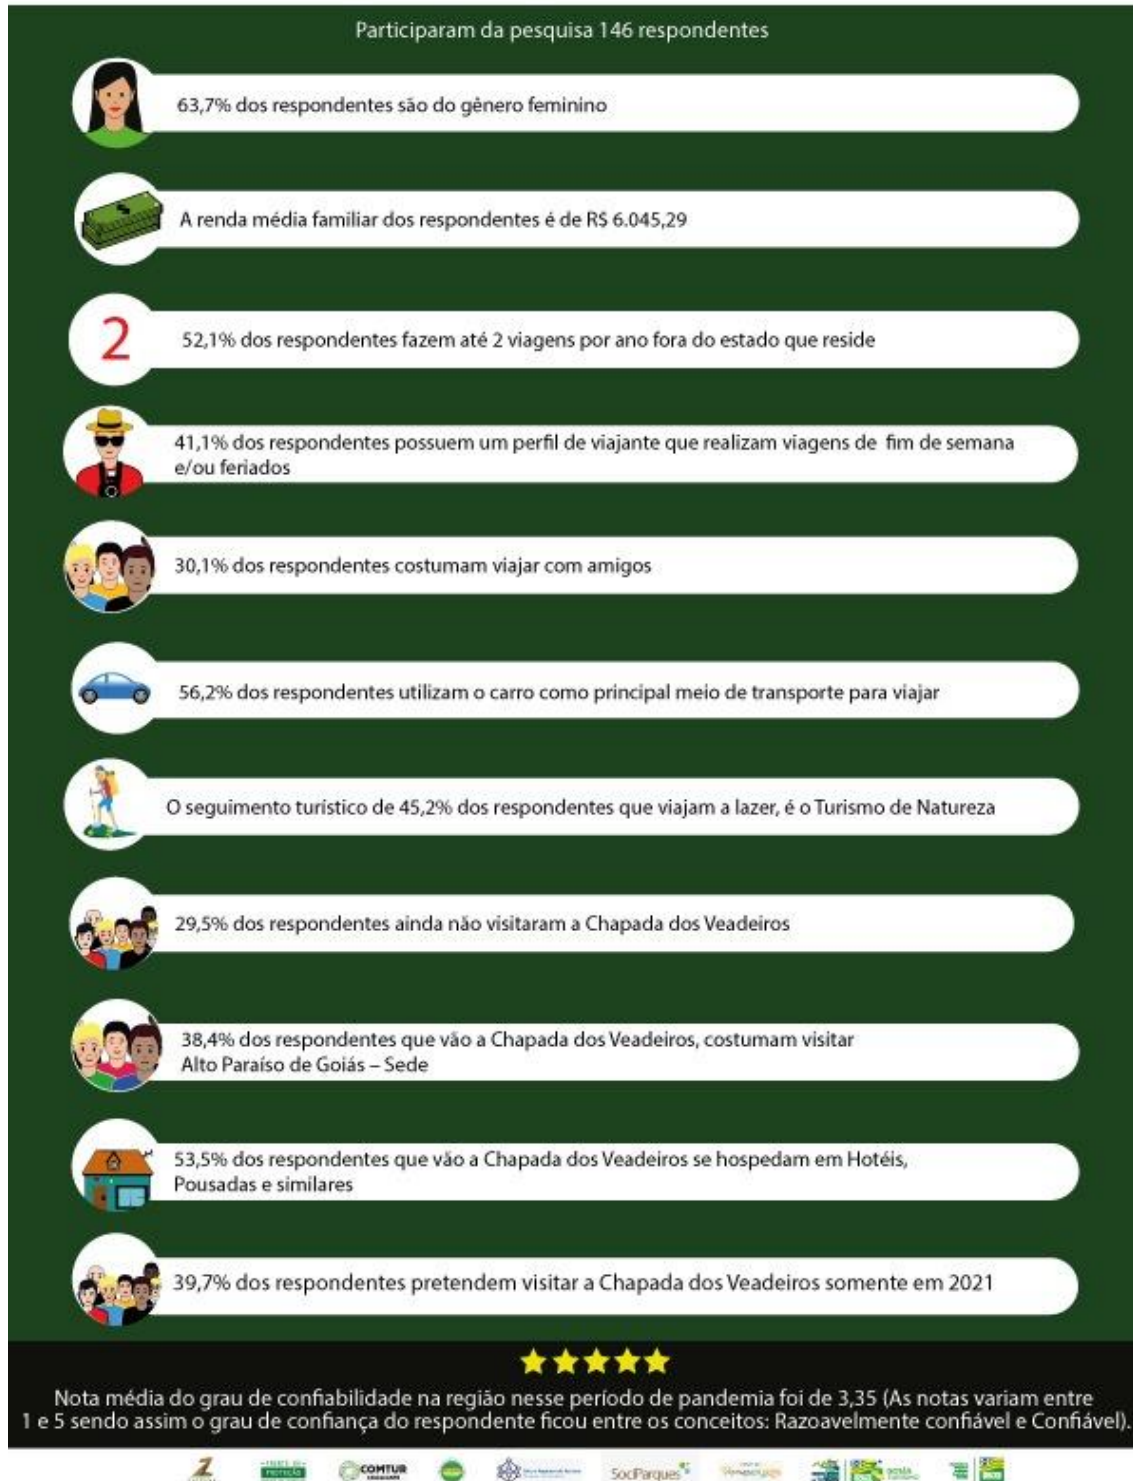 Participaram da pesquisa 146 respondentes
63,7% dos respondentes são do gênero feminino
A renda média familiar dos respondentes é de R$ 6.045,29
2
52,1% dos respondentes fazem até 2 viagens por ano fora do estado que reside
41,1% dos respondentes possuem um perfil de viajante que realizam viagens de fim de semana
e/ou feriados
30,1% dos respondentes costumam viajar com amigos
56,2% dos respondentes utilizam o carro como principal meio de transporte para viajar
O seguimento turístico de 45,2% dos respondentes que viajam a lazer, é o Turismo de Natureza
29,5% dos respondentes ainda não visitaram a Chapada dos Veadeiros
38,4% dos respondentes que vão a Chapada dos Veadeiros, costumam visitar
Alto Paraíso de Goiás – Sede
53,5% dos respondentes que vão a Chapada dos Veadeiros se hospedam em Hotéis,
Pousadas e similares
39,7% dos respondentes pretendem visitar a Chapada dos Veadeiros somente em 2021
Nota média do grau de confiabilidade na região nesse período de pandemia foi de 3,35 (As notas variam entre
1 e 5 sendo assim o grau de confiança do respondente ficou entre os conceitos: Razoavelmente confiável e Confiável).
PROTEÇÃO COMTUR SociParques